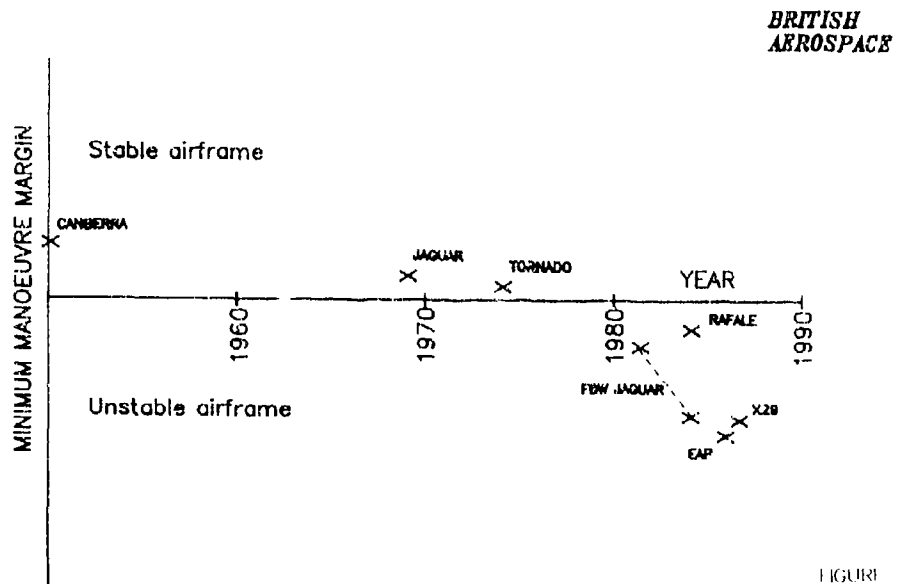 BRITISH
AEROSPACE
MINIMUM MANOEUVRE MARGIN
Stable airframe
CANBERRA
JAGUAR
TORNADO
YEAR
1960
1970
1980
1990
RAFALE
FBW JAGUAR
Unstable airframe
X29
EAP
FIGURE